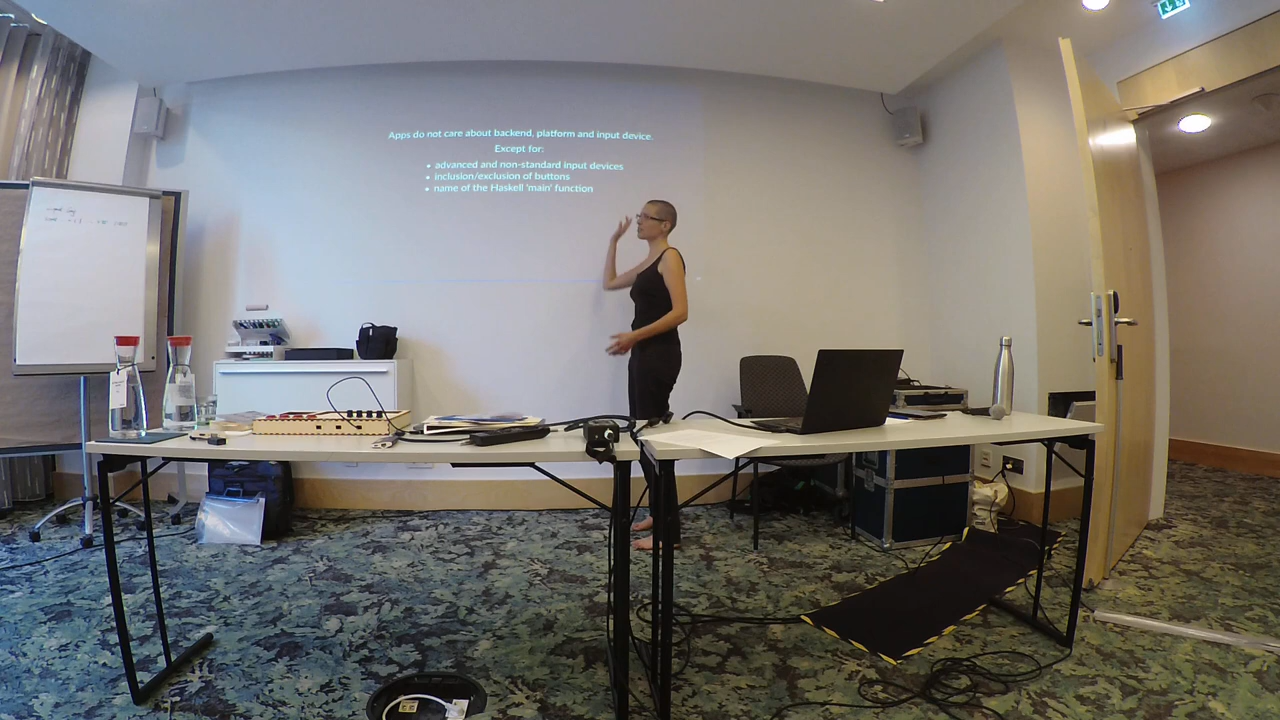 Apps do not care about backend, platform and input device.
Except for:
• advanced and non-standard input devices
• inclusion/exclusion of buttons
• name of the Haskell 'main' function